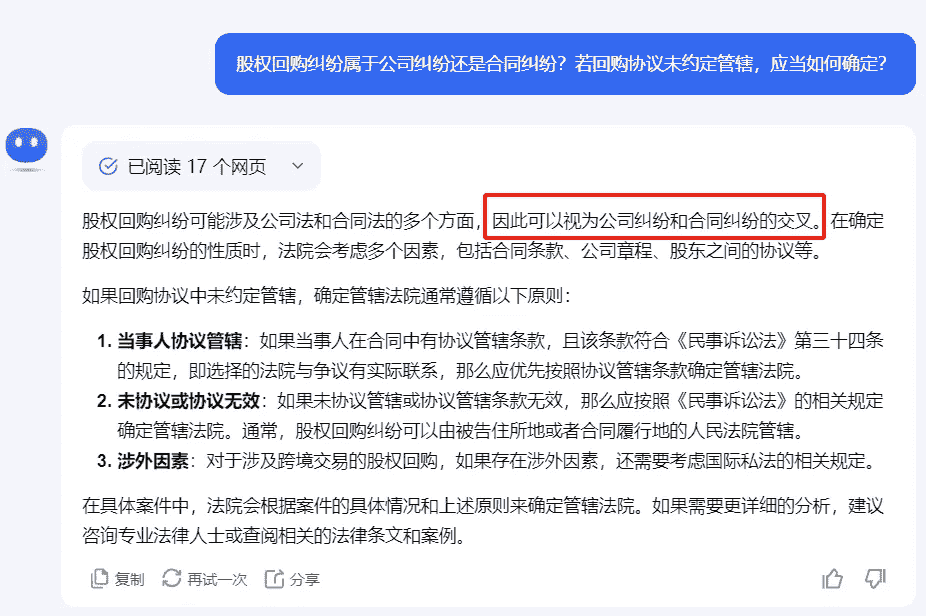 股权回购纠纷属于公司纠纷还是合同纠纷？若回购协议未约定管辖，应当如何确定？
已阅读 17 个网页
股权回购纠纷可能涉及公司法和合同法的多个方面，因此可以视为公司纠纷和合同纠纷的交叉。在确定
股权回购纠纷的性质时，法院会考虑多个因素，包括合同条款、公司章程、股东之间的协议等。
如果回购协议中未约定管辖，确定管辖法院通常遵循以下原则：
1. 当事人协议管辖：如果当事人在合同中有协议管辖条款，且该条款符合《民事诉讼法》第三十四条
的规定，即选择的法院与争议有实际联系，那么应优先按照协议管辖条款确定管辖法院。
2. 未协议或协议无效：如果未协议管辖或协议管辖条款无效，那么应按照《民事诉讼法》的相关规定
确定管辖法院。通常，股权回购纠纷可以由被告住所地或者合同履行地的人民法院管辖。
3. 涉外因素：对于涉及跨境交易的股权回购，如果存在涉外因素，还需要考虑国际私法的相关规定。
在具体案件中，法院会根据案件的具体情况和上述原则来确定管辖法院。如果需要更详细的分析，建议
咨询专业法律人士或查阅相关的法律条文和案例。
复制 再试一次 分享